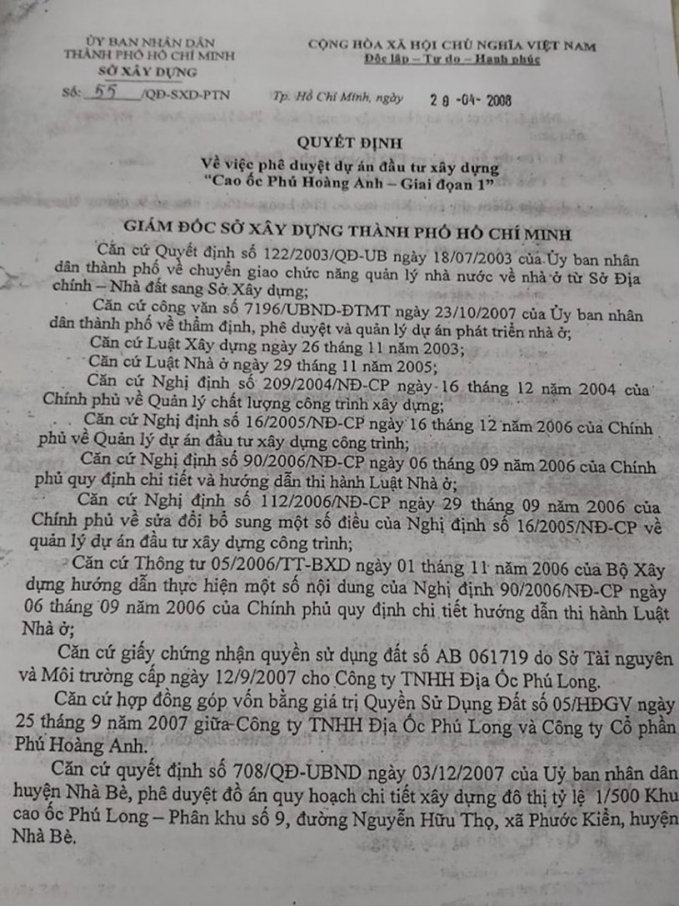 ỦY BAN NHÂN DÂN
THÀNH PHỐ HỒ CHÍ MINH
SỞ XÂY DỰNG
Số: 55 /QĐ-SXD-PTN
CỘNG HÒA XÃ HỘI CHỦ NGHĨA VIỆT NAM
Độc lập – Tự do – Hạnh phúc
Tp. Hồ Chí Minh, ngày 29 -04- 2008
QUYẾT ĐỊNH
Về việc phê duyệt dự án đầu tư xây dựng
“Cao ốc Phú Hoàng Anh – Giai đọan 1”
GIÁM ĐỐC SỞ XÂY DỰNG THÀNH PHỐ HỒ CHÍ MINH
Căn cứ Quyết định số 122/2003/QĐ-UB ngày 18/07/2003 của Ủy ban nhân
dân thành phố về chuyển giao chức năng quản lý nhà nước về nhà ở từ Sở Địa
chính – Nhà đất sang Sở Xây dựng;
Căn cứ công văn số 7196/UBND-ĐTMT ngày 23/10/2007 của Ủy ban nhân
dân thành phố về thẩm định, phê duyệt và quản lý dự án phát triển nhà ở;
Căn cứ Luật Xây dựng ngày 26 tháng 11 năm 2003;
Căn cứ Luật Nhà ở ngày 29 tháng 11 năm 2005;
Căn cứ Nghị định số 209/2004/NĐ-CP ngày 16 tháng 12 năm 2004 của
Chính phủ về Quản lý chất lượng công trình xây dựng;
Căn cứ Nghị định số 16/2005/NĐ-CP ngày 16 tháng 12 năm 2006 của Chính
phủ về Quản lý dự án đầu tư xây dựng công trình;
Căn cứ Nghị định số 90/2006/NĐ-CP ngày 06 tháng 09 năm 2006 của Chính
phủ quy định chi tiết và hướng dẫn thi hành Luật Nhà ở;
Căn cứ Nghị định số 112/2006/NĐ-CP ngày 29 tháng 09 năm 2006 của
Chính phủ về sửa đổi bổ sung một số điều của Nghị định số 16/2005/NĐ-CP về
quản lý dự án đầu tư xây dựng công trình;
Căn cứ Thông tư 05/2006/TT-BXD ngày 01 tháng 11 năm 2006 của Bộ Xây
dựng hướng dẫn thực hiện một số nội dung của Nghị định 90/2006/NĐ-CP ngày
06 tháng 09 năm 2006 của Chính phủ quy định chi tiết hướng dẫn thi hành Luật
Nhà ở;
Căn cứ giấy chứng nhận quyền sử dụng đất số AB 061719 do Sở Tài nguyên
và Môi trường cấp ngày 12/9/2007 cho Công ty TNHH Địa Ốc Phú Long.
Căn cứ hợp đồng góp vốn bằng giá trị Quyền Sử Dụng Đất số 05/HĐGV ngày
25 tháng 9 năm 2007 giữa Công ty TNHH Địa Ốc Phú Long và Công ty Cổ phần
Phú Hoàng Anh.
Căn cứ quyết định số 708/QĐ-UBND ngày 03/12/2007 của Uỷ ban nhân dân
huyện Nhà Bè, phê duyệt đồ án quy hoạch chi tiết xây dựng đô thị tỷ lệ 1/500 Khu
cao ốc Phú Long – Phân khu số 9, đường Nguyễn Hữu Thọ, xã Phước Kiển, huyện
Nhà Bè.